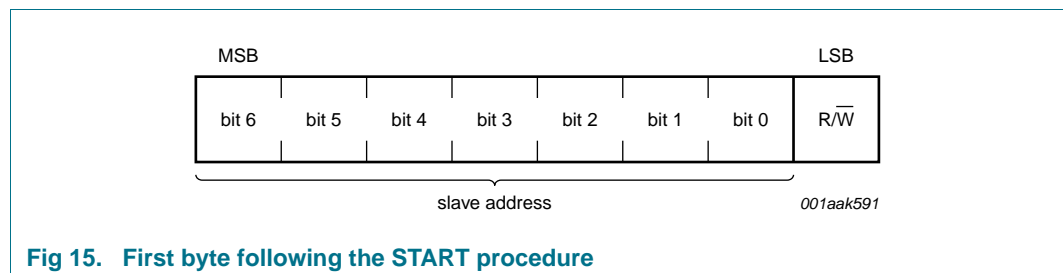 MSB LSB
bit 6 bit 5 bit 4 bit 3 bit 2 bit 1 bit 0 R/W̅
slave address 001aak591
Fig 15. First byte following the START procedure